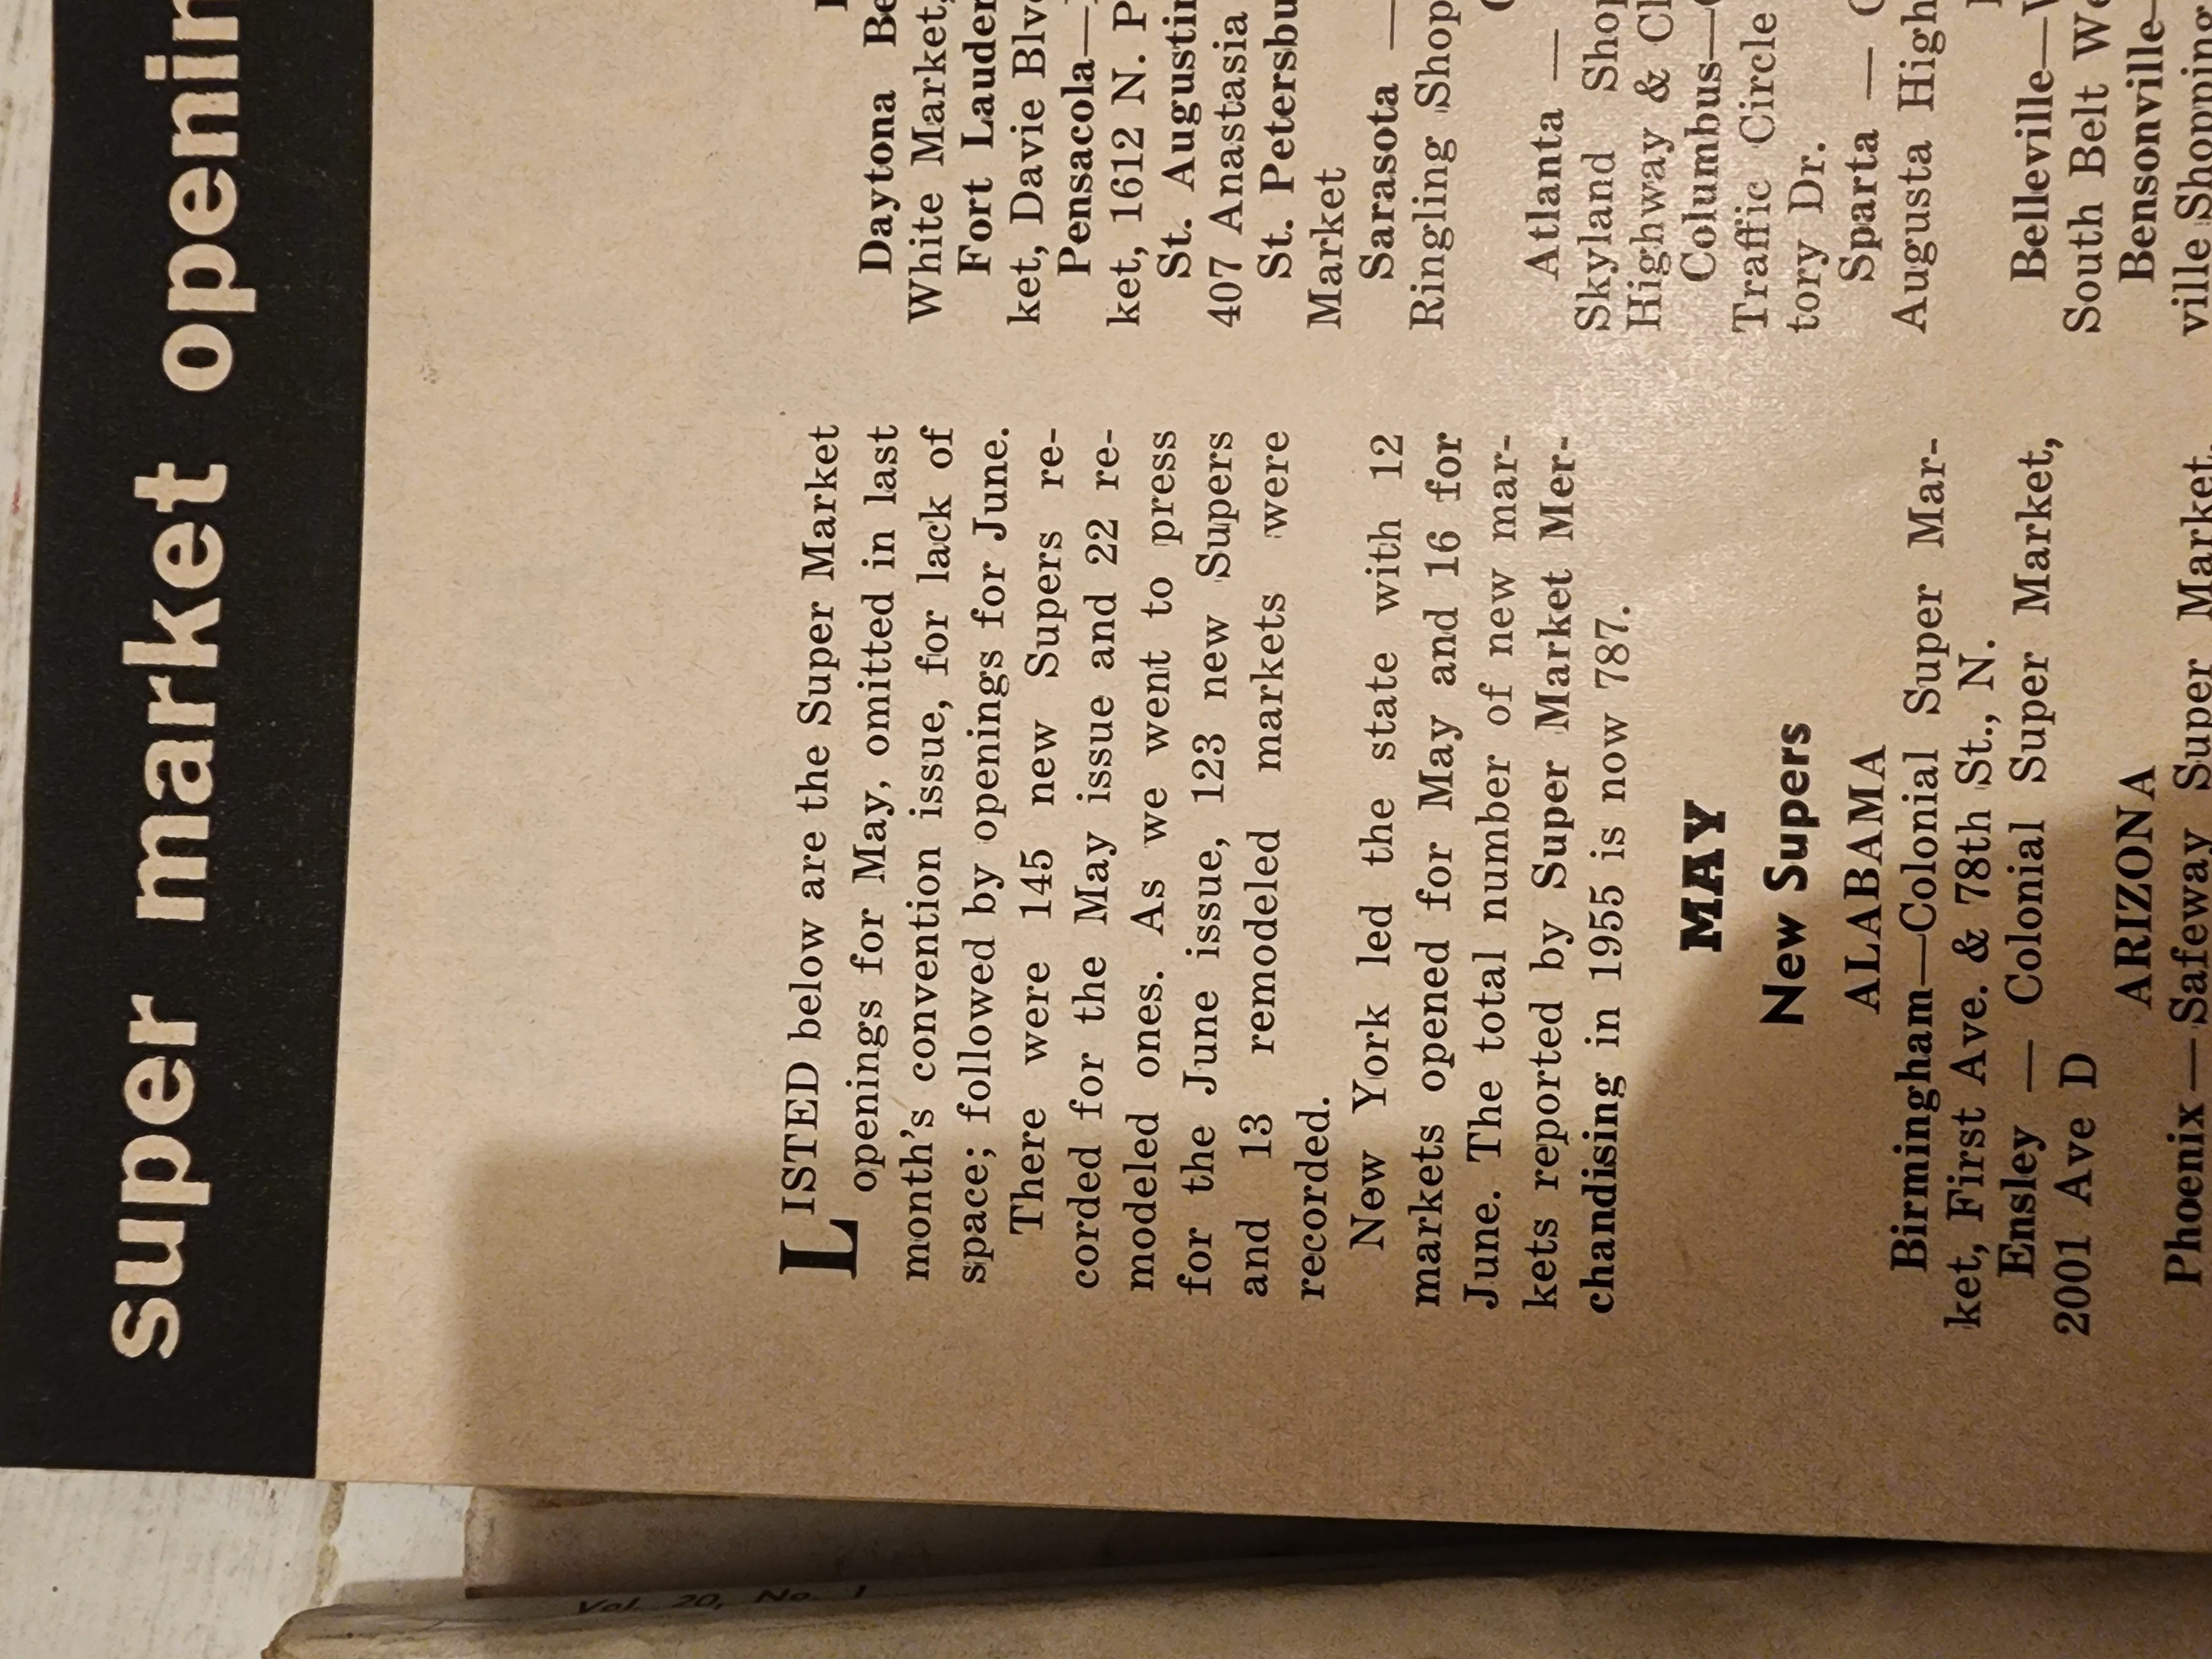 super market openin
LISTED below are the Super Market
openings for May, omitted in last
month's convention issue, for lack of
space; followed by openings for June.
There were 145 new Supers re-
corded for the May issue and 22 re-
modeled ones. As we went to press
for the June issue, 123 new Supers
and 13 remodeled markets were
recorded.
New York led the state with 12
markets opened for May and 16 for
June. The total number of new mar-
kets reported by Super Market Mer-
chandising in 1955 is now 787.
MAY
New Supers
ALABAMA
Birmingham—Colonial Super Mar-
ket, First Ave. & 78th St., N.
Ensley — Colonial Super Market,
2001 Ave D
ARIZONA
Phoenix—Safeway Super Market,
Daytona Be
White Market,
Fort Lauder
ket, Davie Blv
Pensacola—
ket, 1612 N. P
St. Augustin
407 Anastasia
St. Petersbu
Market
Sarasota —
Ringling Shop
Atlanta —
Skyland Shop
Highway & Cl
Columbus—
Traffic Circle
tory Dr.
Sparta —
Augusta High
Belleville—
South Belt We
Bensonville—
ville Shopping
Vol. 20, No. 1